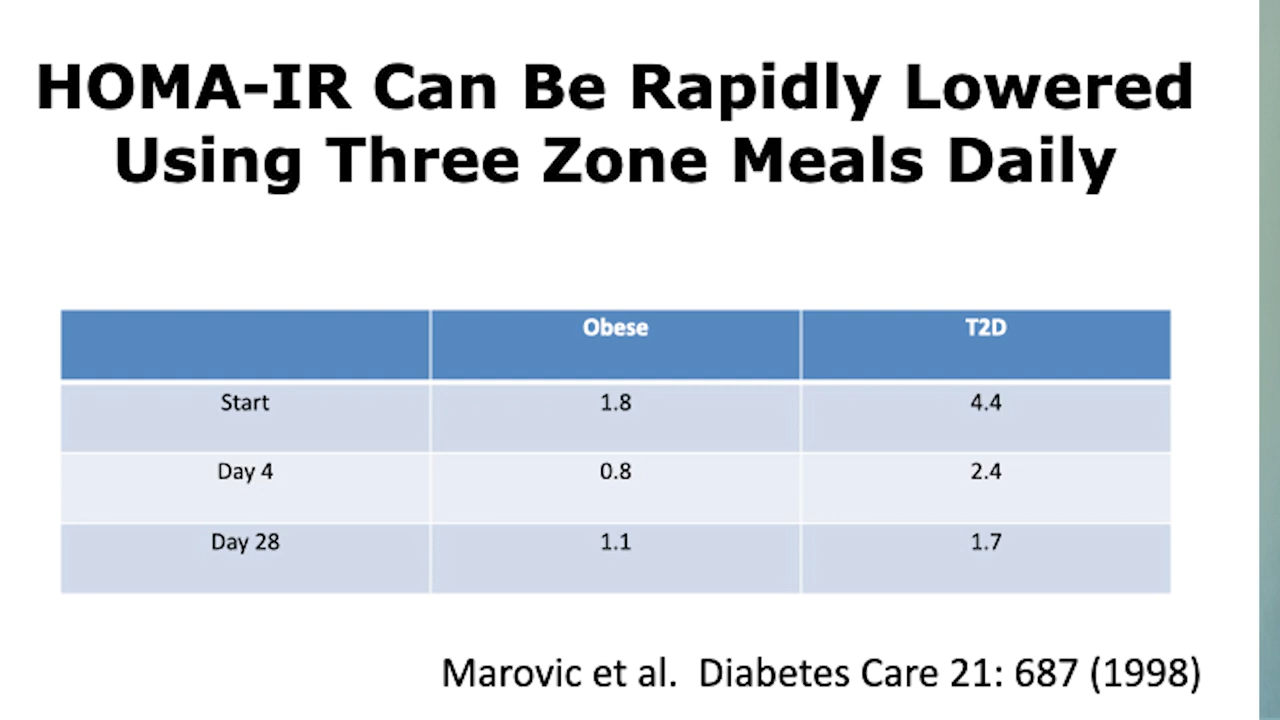 HOMA-IR Can Be Rapidly Lowered
Using Three Zone Meals Daily
Obese T2D
Start 1.8 4.4
Day 4 0.8 2.4
Day 28 1.1 1.7
Marovic et al. Diabetes Care 21: 687 (1998)